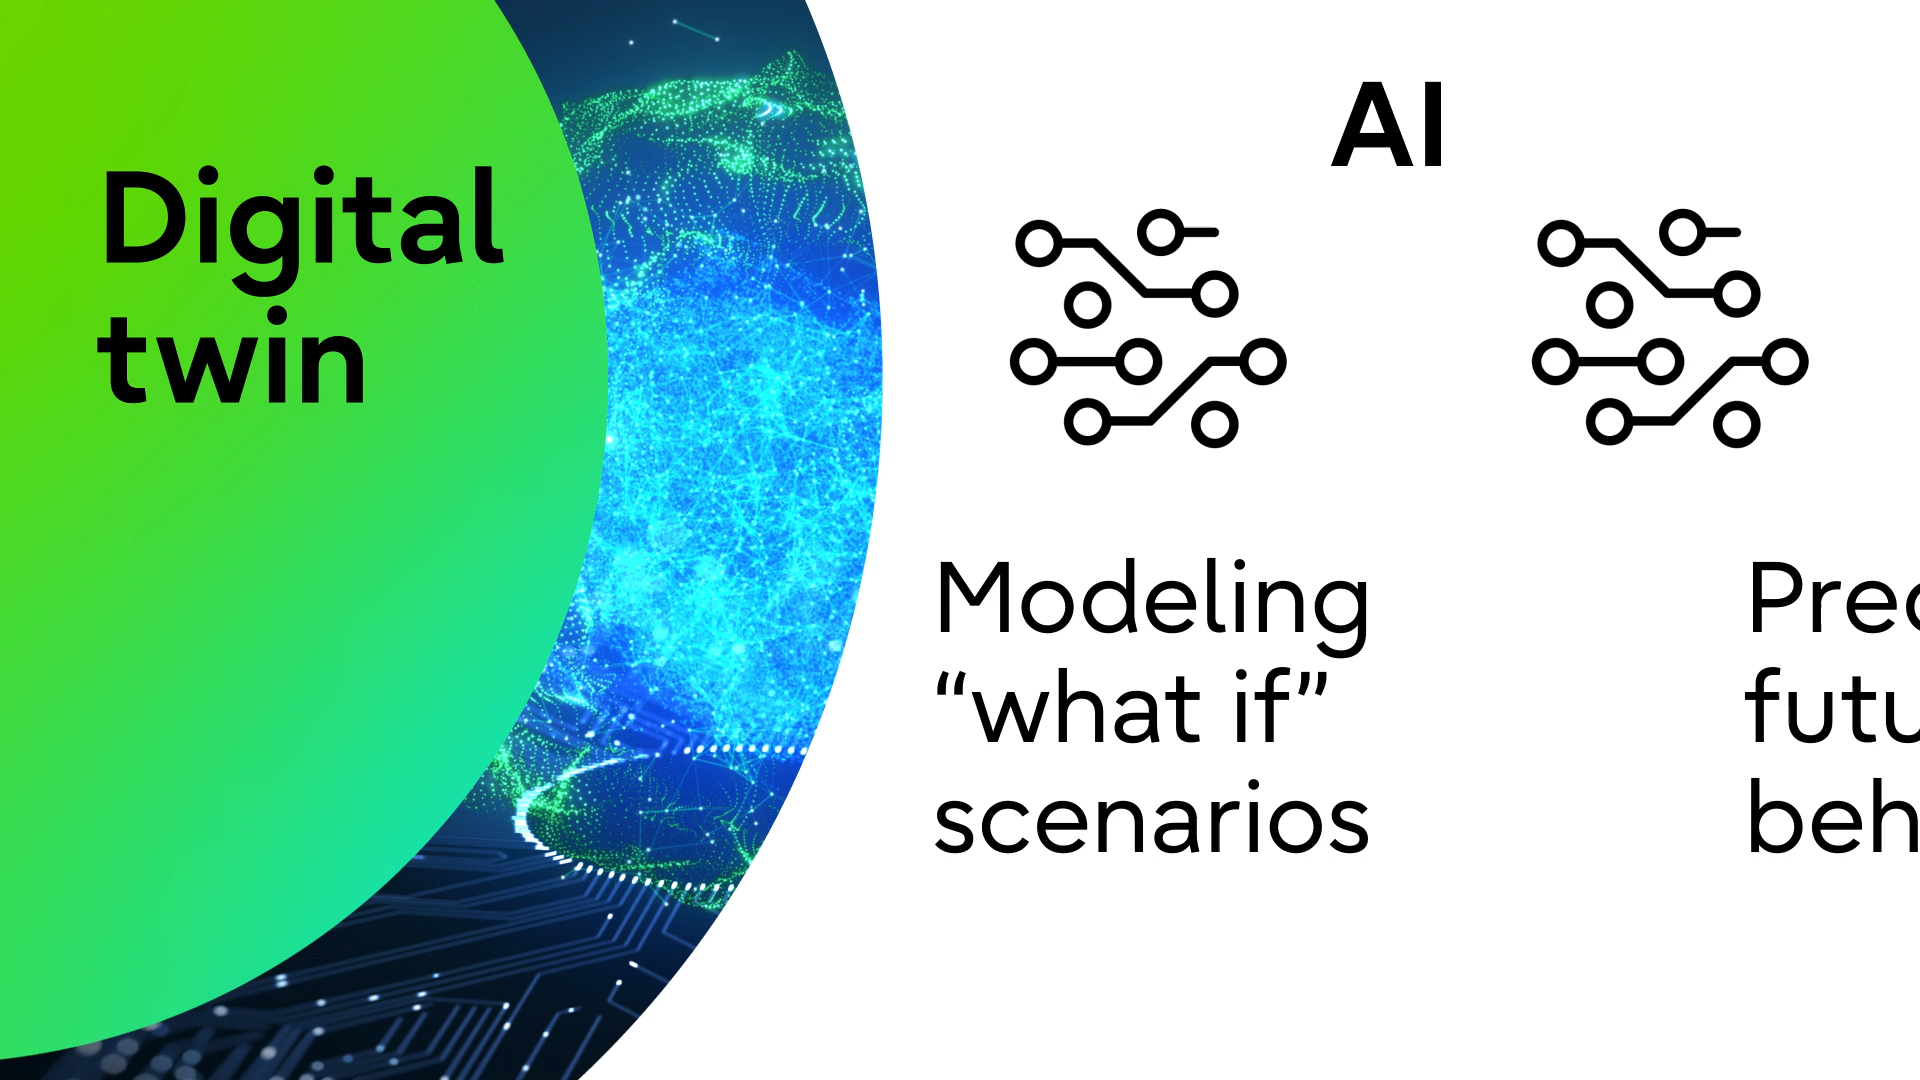 Digital
twin
AI
Modeling
“what if”
scenarios